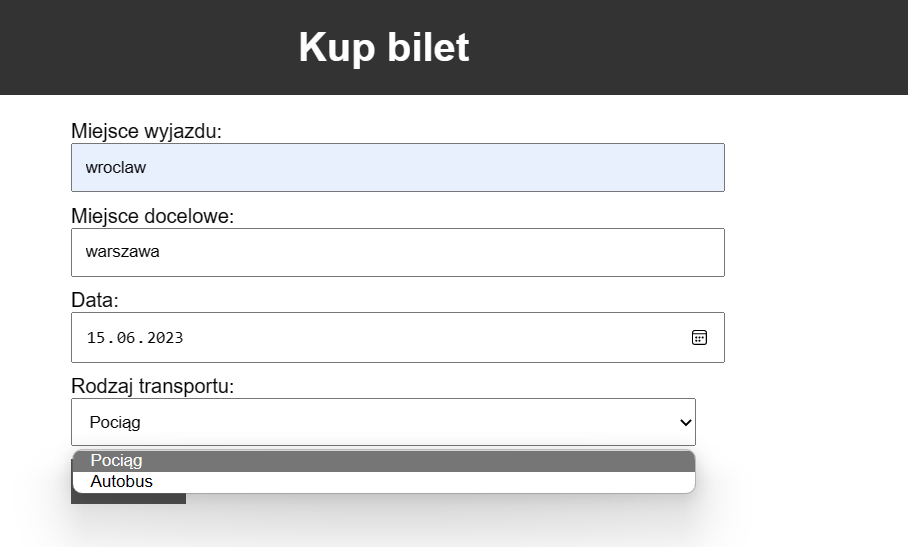 Kup bilet
Miejsce wyjazdu:
wroclaw
Miejsce docelowe:
warszawa
Data:
15.06.2023
Rodzaj transportu:
Pociąg
Pociąg
Autobus